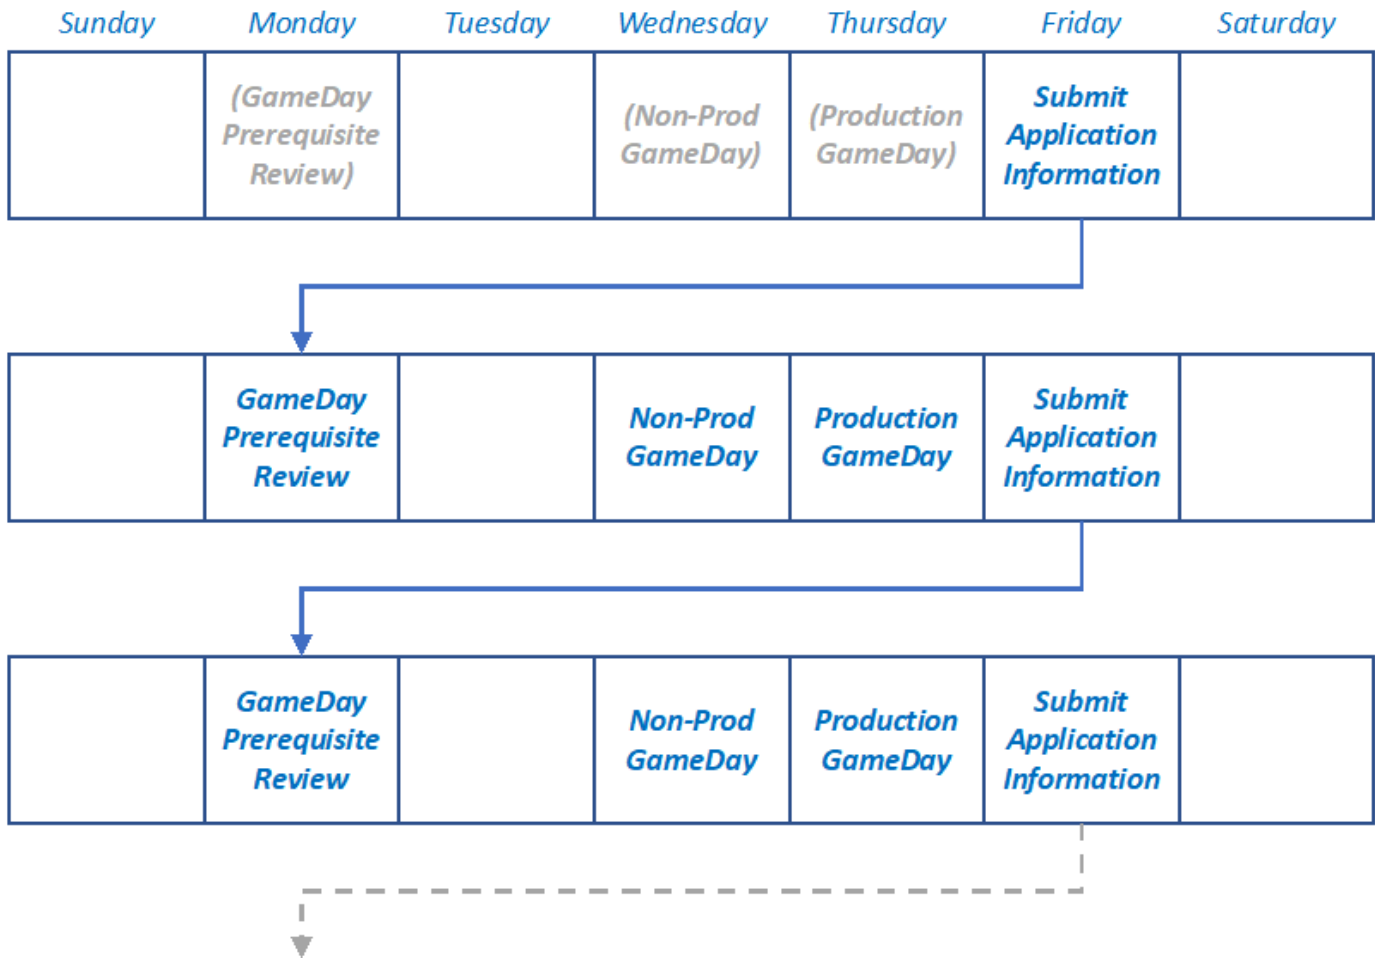 Sunday Monday Tuesday Wednesday Thursday Friday Saturday
(GameDay
Prerequisite
Review)
(Non-Prod
GameDay)
(Production
GameDay)
Submit
Application
Information
GameDay
Prerequisite
Review
Non-Prod
GameDay
Production
GameDay
Submit
Application
Information
GameDay
Prerequisite
Review
Non-Prod
GameDay
Production
GameDay
Submit
Application
Information